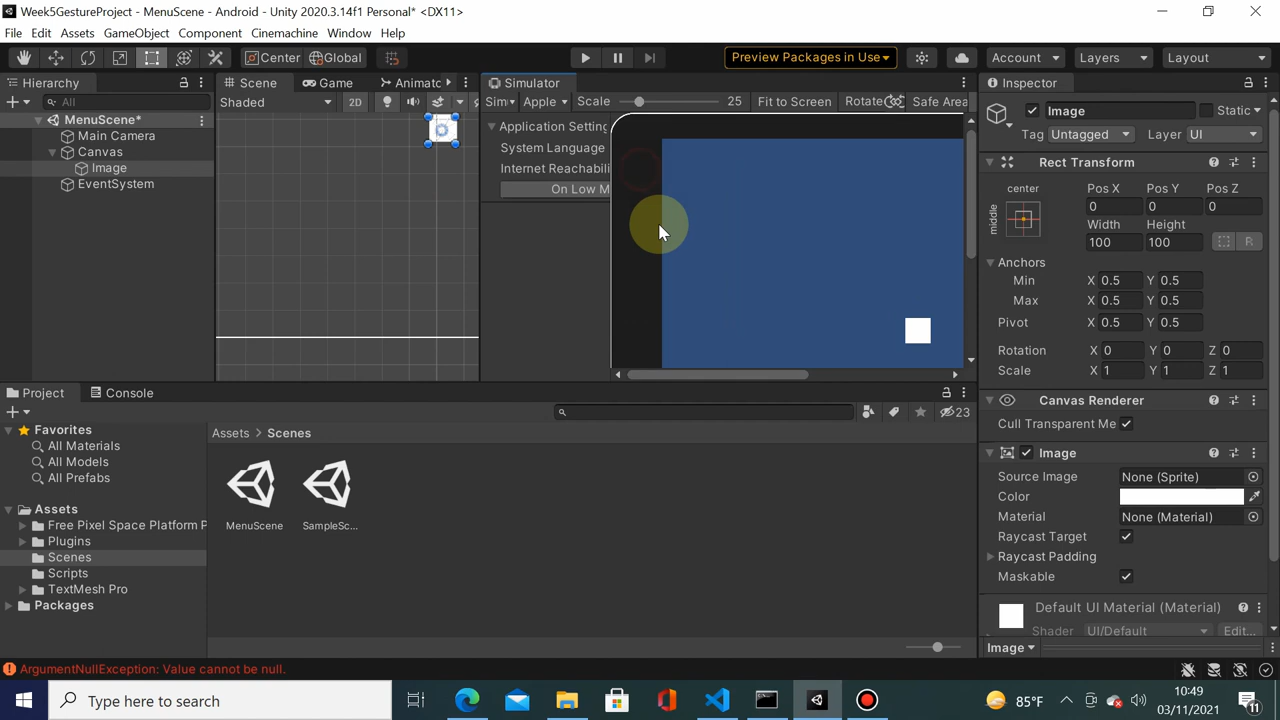 Week5GestureProject - MenuScene - Android - Unity 2020.3.14f1 Personal* <DX11>
File Edit Assets GameObject Component Cinemachine Window Help
Center Global Preview Packages in Use Account Layers Layout
Hierarchy Scene Game Animato Simulator Inspector
All Shaded 2D Sim Apple Scale 25 Fit to Screen Rotate Safe Area
Image Static
MenuScene*
Main Camera
Canvas
Image
EventSystem
Application Setting
System Language
Internet Reachabili
On Low M
Tag Untagged Layer UI
Rect Transform
center Pos X Pos Y Pos Z
middle 0 0 0
Width Height
100 100 R
Anchors
Min X 0.5 Y 0.5
Max X 0.5 Y 0.5
Pivot X 0.5 Y 0.5
Rotation X 0 Y 0 Z 0
Scale X 1 Y 1 Z 1
Canvas Renderer
Cull Transparent Me
Image
Source Image None (Sprite)
Color
Material None (Material)
Raycast Target
Raycast Padding
Maskable
Default UI Material (Material)
Shader UI/Default Edit...
Image
Project Console
23
Favorites
All Materials
All Models
All Prefabs
Assets
Free Pixel Space Platform P
Plugins
Scenes
Scripts
TextMesh Pro
Packages
Assets > Scenes
MenuScene SampleSc...
ArgumentNullException: Value cannot be null.
Type here to search
85°F
10:49
03/11/2021
11